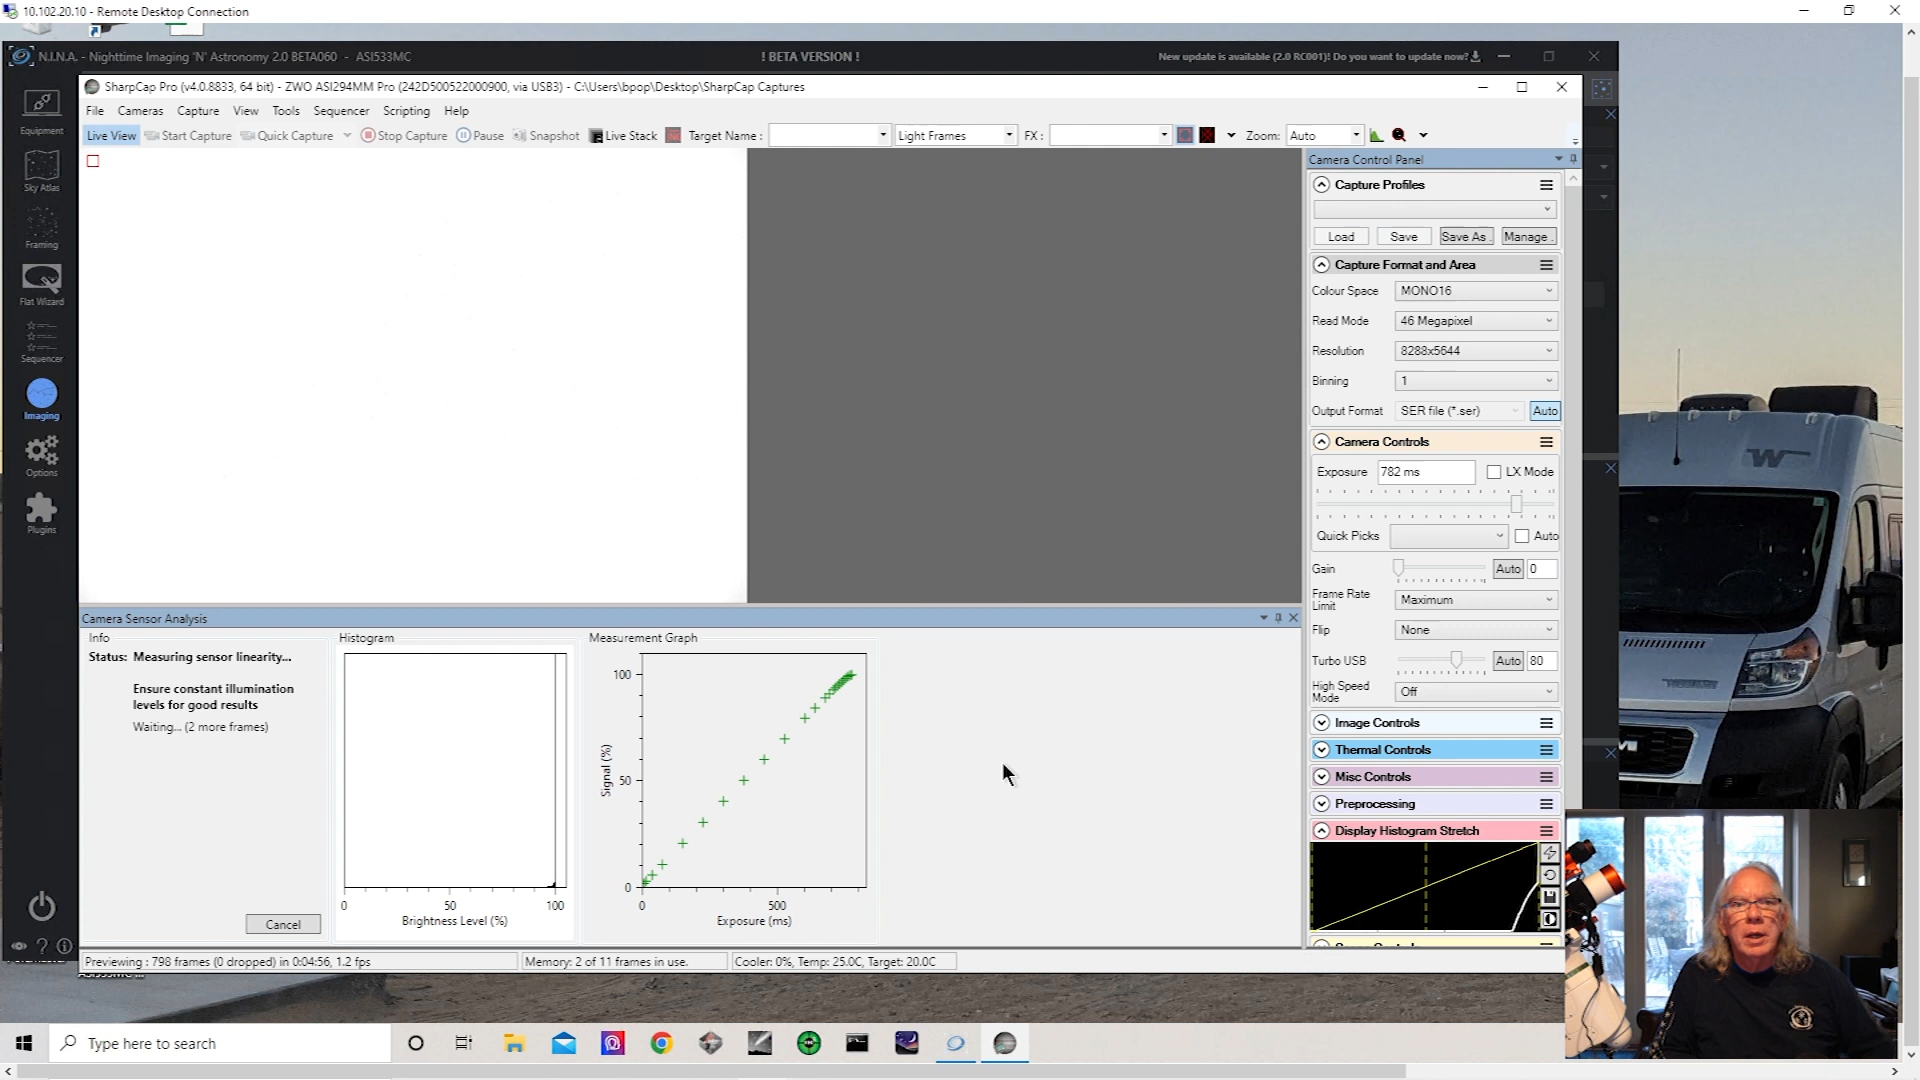 10.102.20.10 - Remote Desktop Connection
N.I.N.A. - Nighttime Imaging 'N' Astronomy 2.0 BETA060 - ASI533MC
! BETA VERSION !
New update is available (2.0 RC001)! Do you want to update now?
SharpCap Pro (v4.0.8833, 64 bit) - ZWO ASI294MM Pro (242D500522000900, via USB3) - C:\Users\bpop\Desktop\SharpCap Captures
File Cameras Capture View Tools Sequencer Scripting Help
Live View Start Capture Quick Capture Stop Capture Pause Snapshot Live Stack Target Name : Light Frames FX : Zoom: Auto
Equipment
Sky Atlas
Framing
Flat Wizard
Sequencer
Imaging
Options
Plugins
Camera Control Panel
Capture Profiles
Load Save Save As Manage
Capture Format and Area
Colour Space MONO16
Read Mode 46 Megapixel
Resolution 8288x5644
Binning 1
Output Format SER file (*.ser) Auto
Camera Controls
Exposure 782 ms LX Mode
Quick Picks Auto
Gain Auto 0
Frame Rate
Limit
Maximum
Flip None
Turbo USB Auto 80
High Speed
Mode
Off
Image Controls
Thermal Controls
Misc Controls
Preprocessing
Display Histogram Stretch
Camera Sensor Analysis
Info
Status: Measuring sensor linearity...
Ensure constant illumination
levels for good results
Waiting... (2 more frames)
Cancel
Histogram
0 50 100
Brightness Level (%)
Measurement Graph
100
50
0
Signal (%)
0 500
Exposure (ms)
Previewing : 798 frames (0 dropped) in 0:04:56, 1.2 fps
Memory: 2 of 11 frames in use.
Cooler: 0%, Temp: 25.0C, Target: 20.0C
Type here to search